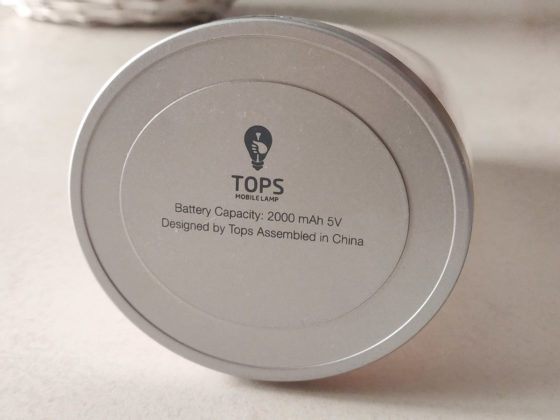 TOPS
MOBILE LAMP
Battery Capacity: 2000 mAh 5V
Designed by Tops Assembled in China